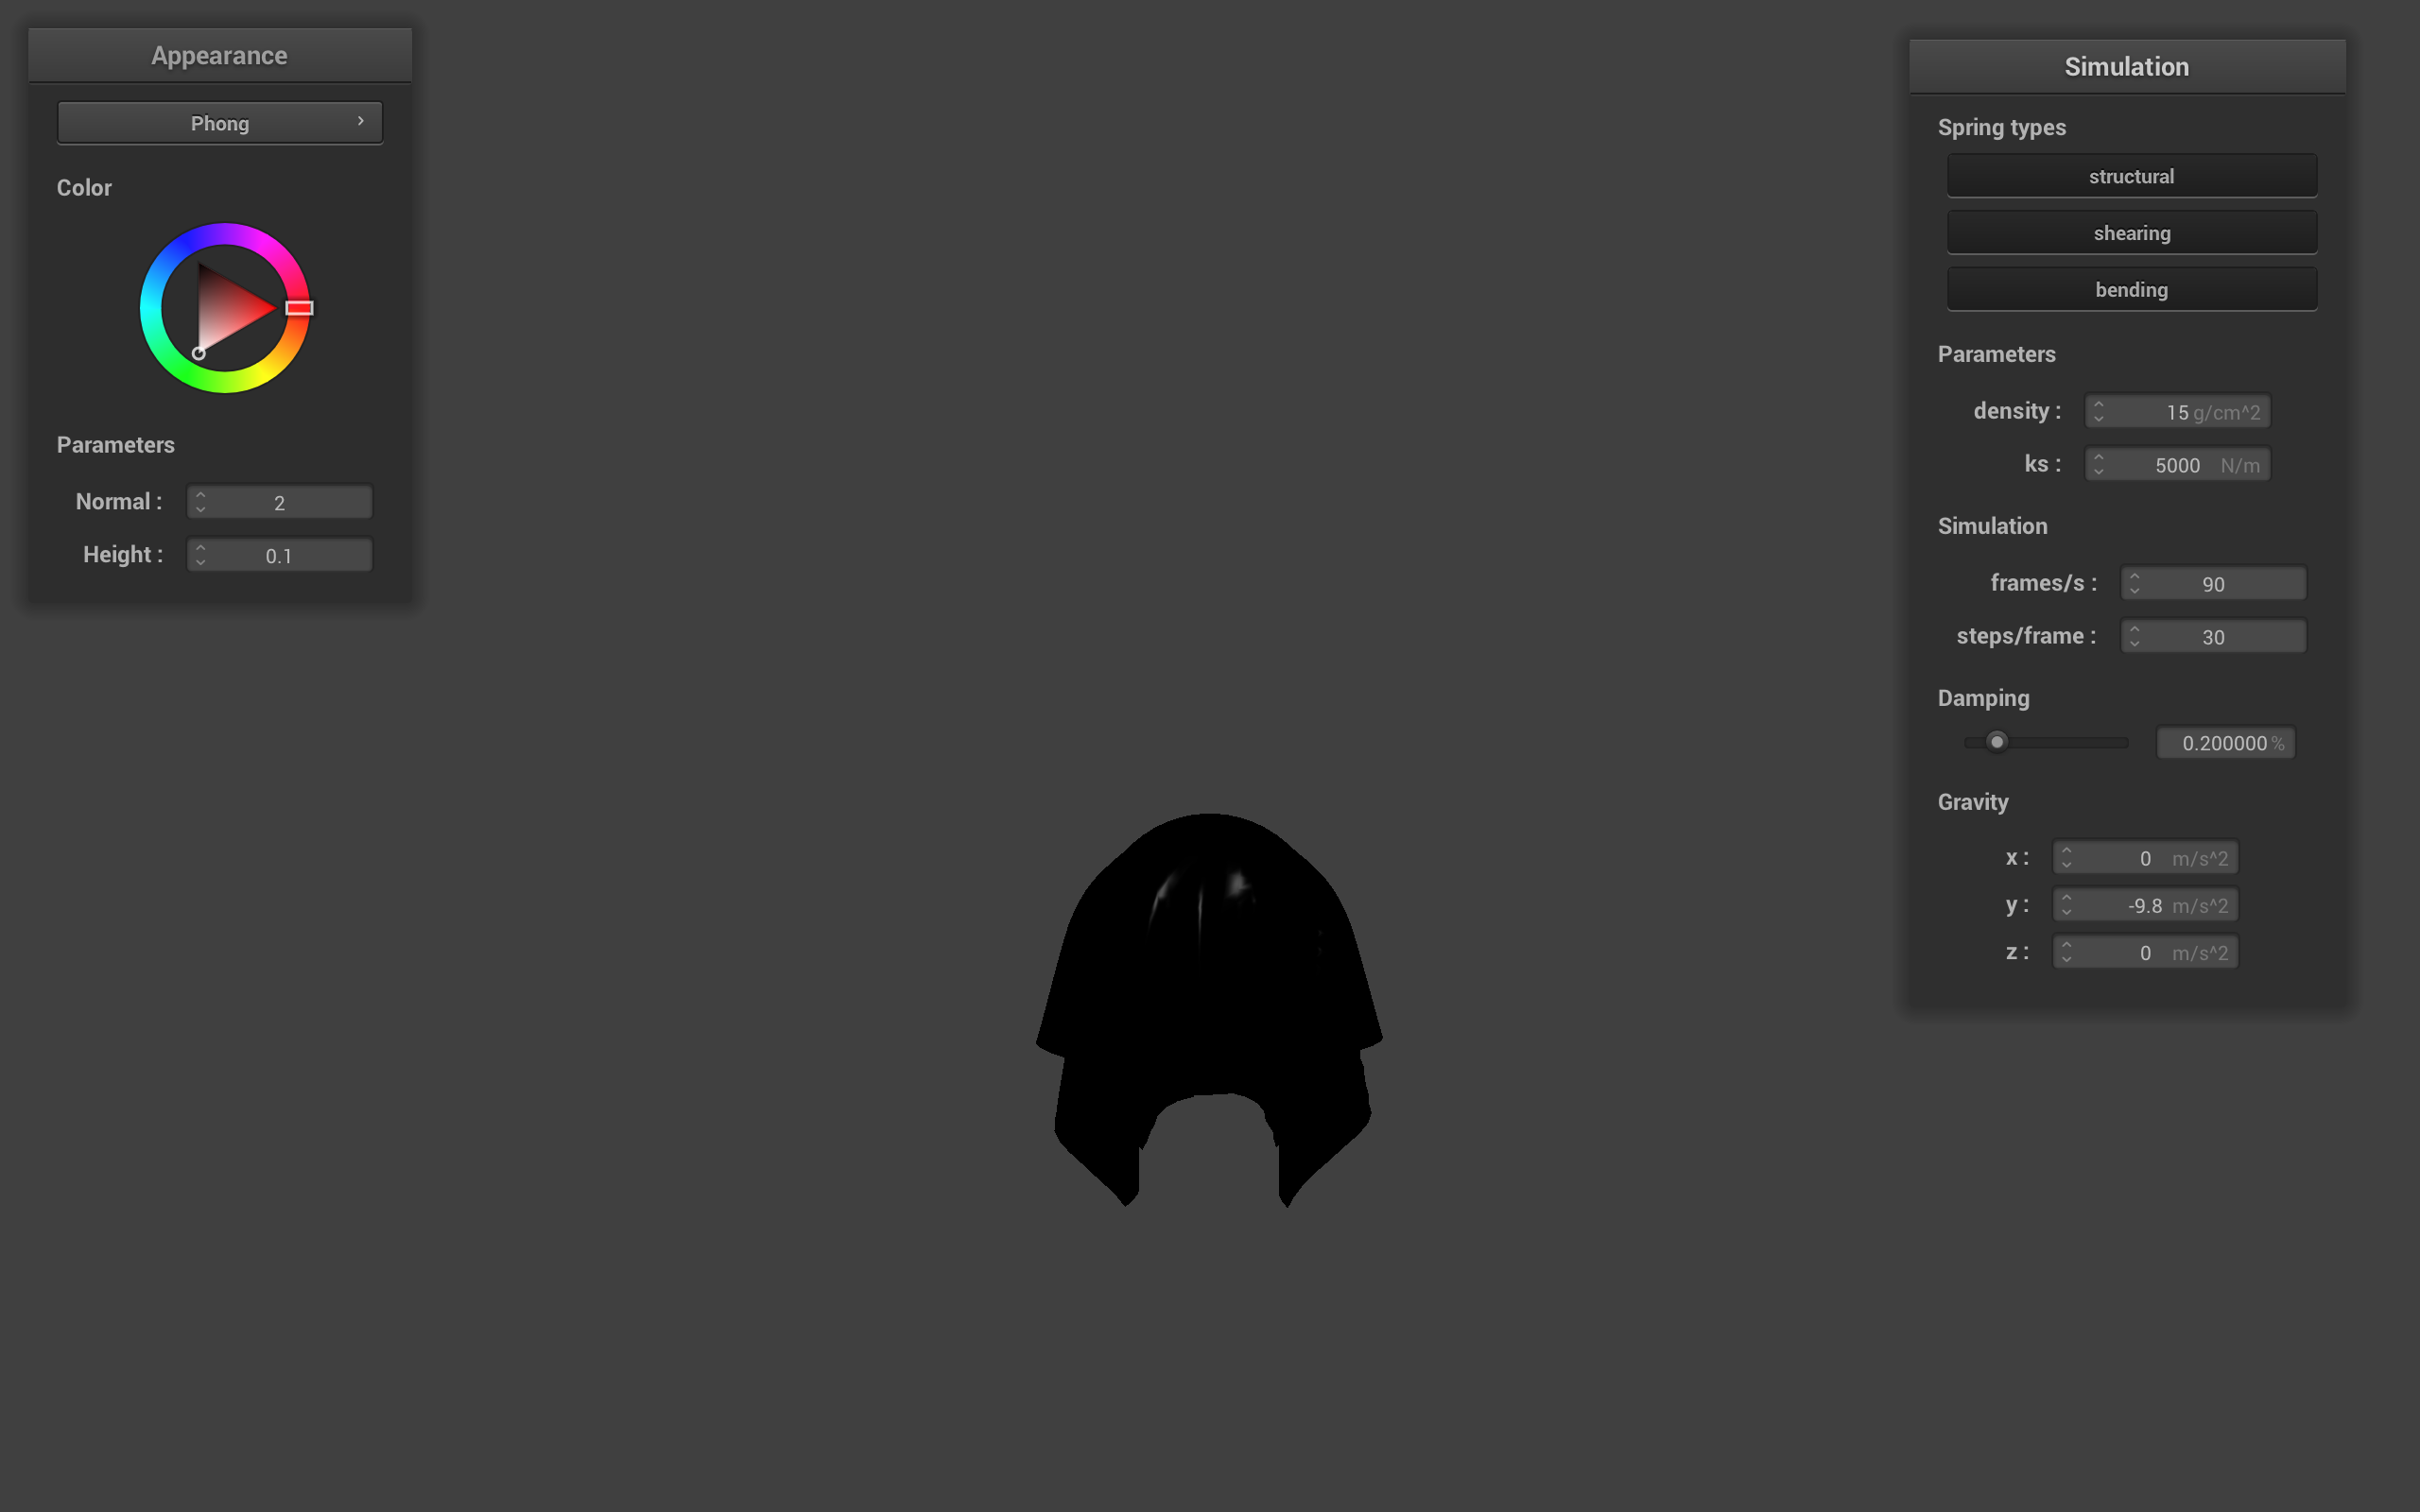 Appearance
Phong
Color
Parameters
Normal : 2
Height : 0.1
Simulation
Spring types
structural
shearing
bending
Parameters
density : 15 g/cm^2
ks : 5000 N/m
Simulation
frames/s : 90
steps/frame : 30
Damping
0.200000 %
Gravity
x : 0 m/s^2
y : -9.8 m/s^2
z : 0 m/s^2